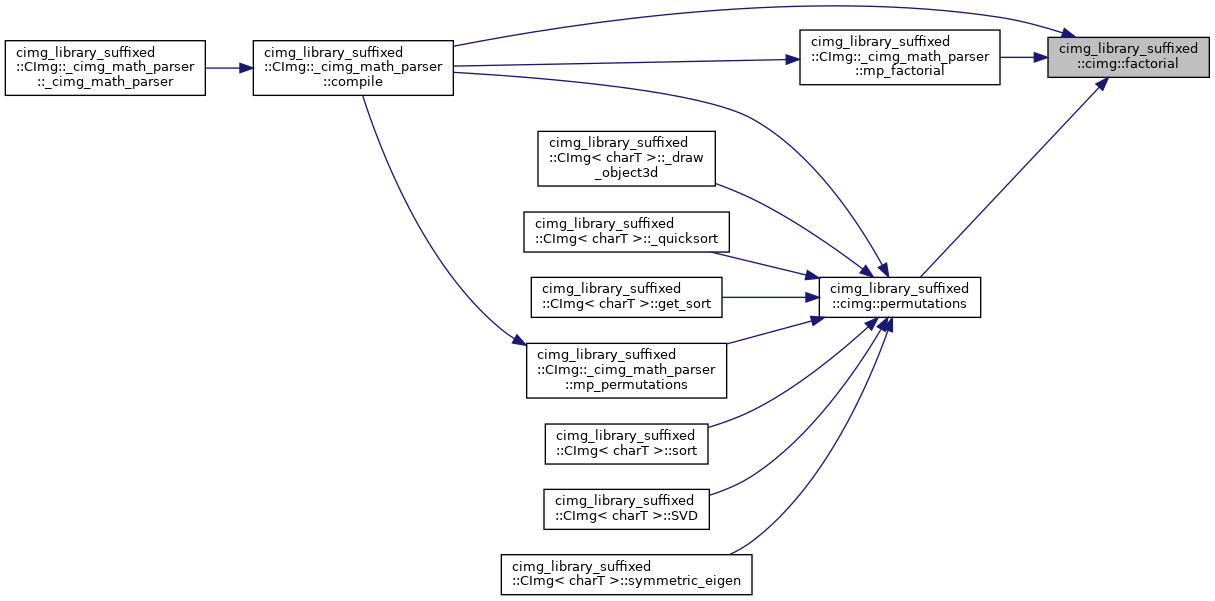 cimg_library_suffixed
::CImg::_cimg_math_parser
::_cimg_math_parser
cimg_library_suffixed
::CImg::_cimg_math_parser
::compile
cimg_library_suffixed
::CImg::_cimg_math_parser
::mp_factorial
cimg_library_suffixed
::cimg::factorial
cimg_library_suffixed
::CImg< charT >::_draw
_object3d
cimg_library_suffixed
::CImg< charT >::_quicksort
cimg_library_suffixed
::CImg< charT >::get_sort
cimg_library_suffixed
::cimg::permutations
cimg_library_suffixed
::CImg::_cimg_math_parser
::mp_permutations
cimg_library_suffixed
::CImg< charT >::sort
cimg_library_suffixed
::CImg< charT >::SVD
cimg_library_suffixed
::CImg< charT >::symmetric_eigen